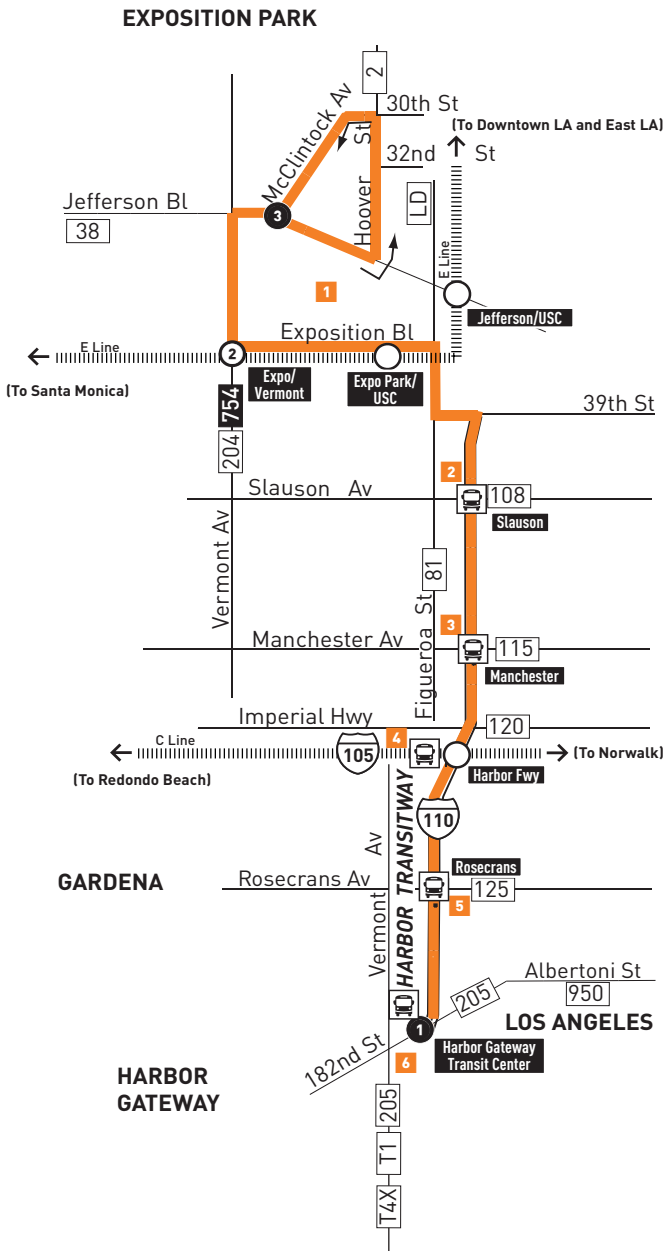 EXPOSITION PARK
2
30th St
(To Downtown LA and East LA)
McClintock Av
32nd St
Hoover St
LD
Jefferson Bl
38
3
E Line
1
Jefferson/USC
Exposition Bl
E Line
2
(To Santa Monica)
Expo/
Vermont
Expo Park/
USC
754
204
39th St
2
Slauson Av
108
Slauson
Vermont Av
81
Figueroa St
3
Manchester Av
115
Manchester
Imperial Hwy
120
C Line
4
105
(To Redondo Beach)
Harbor Fwy
(To Norwalk)
110
HARBOR TRANSITWAY
Vermont Av
GARDENA
Rosecrans Av
Rosecrans
125
5
Albertoni St
205
950
LOS ANGELES
1
182nd St
Harbor Gateway
Transit Center
6
HARBOR
GATEWAY
205
T1
T4X